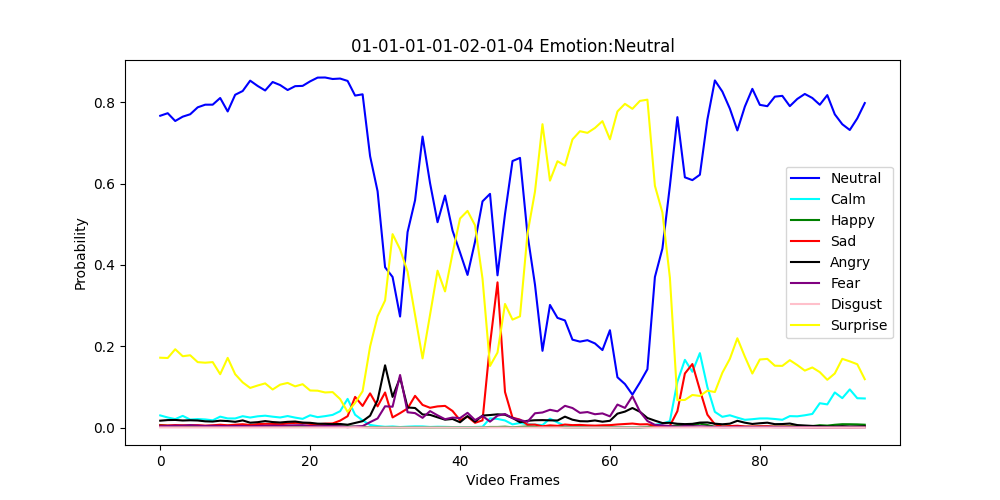 01-01-01-01-02-01-04 Emotion:Neutral
Probability
0.8
0.6
0.4
0.2
0.0
0
20
40
60
80
Video Frames
Neutral
Calm
Happy
Sad
Angry
Fear
Disgust
Surprise